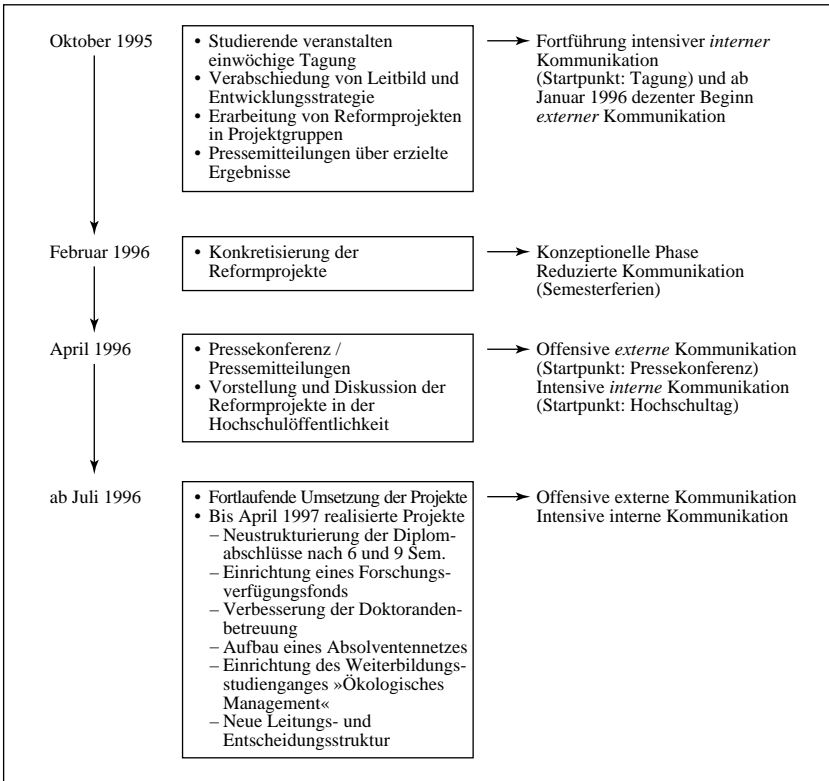 Oktober 1995
• Studierende veranstalten
einwöchige Tagung
• Verabschiedung von Leitbild und
Entwicklungsstrategie
• Erarbeitung von Reformprojekten
in Projektgruppen
• Pressemitteilungen über erzielte
Ergebnisse
Fortführung intensiver interner
Kommunikation
(Startpunkt: Tagung) und ab
Januar 1996 dezenter Beginn
externer Kommunikation
Februar 1996
• Konkretisierung der
Reformprojekte
Konzeptionelle Phase
Reduzierte Kommunikation
(Semesterferien)
April 1996
• Pressekonferenz /
Pressemitteilungen
• Vorstellung und Diskussion der
Reformprojekte in der
Hochschulöffentlichkeit
Offensive externe Kommunikation
(Startpunkt: Pressekonferenz)
Intensive interne Kommunikation
(Startpunkt: Hochschultag)
ab Juli 1996
• Fortlaufende Umsetzung der Projekte
• Bis April 1997 realisierte Projekte
– Neustrukturierung der Diplom-
abschlüsse nach 6 und 9 Sem.
– Einrichtung eines Forschungs-
verfügungsfonds
– Verbesserung der Doktoranden-
betreuung
– Aufbau eines Absolventennetzes
– Einrichtung des Weiterbildungs-
studienganges »Ökologisches
Management«
– Neue Leitungs- und
Entscheidungsstruktur
Offensive externe Kommunikation
Intensive interne Kommunikation